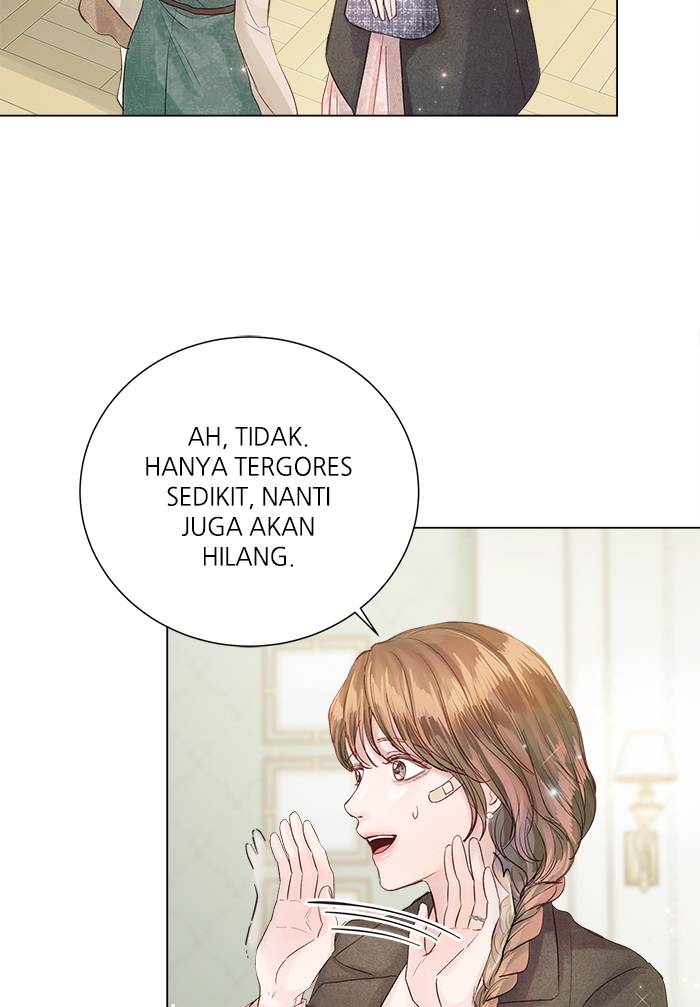 AH, TIDAK.
HANYA TERGORES
SEDIKIT, NANTI
JUGA AKAN
HILANG.